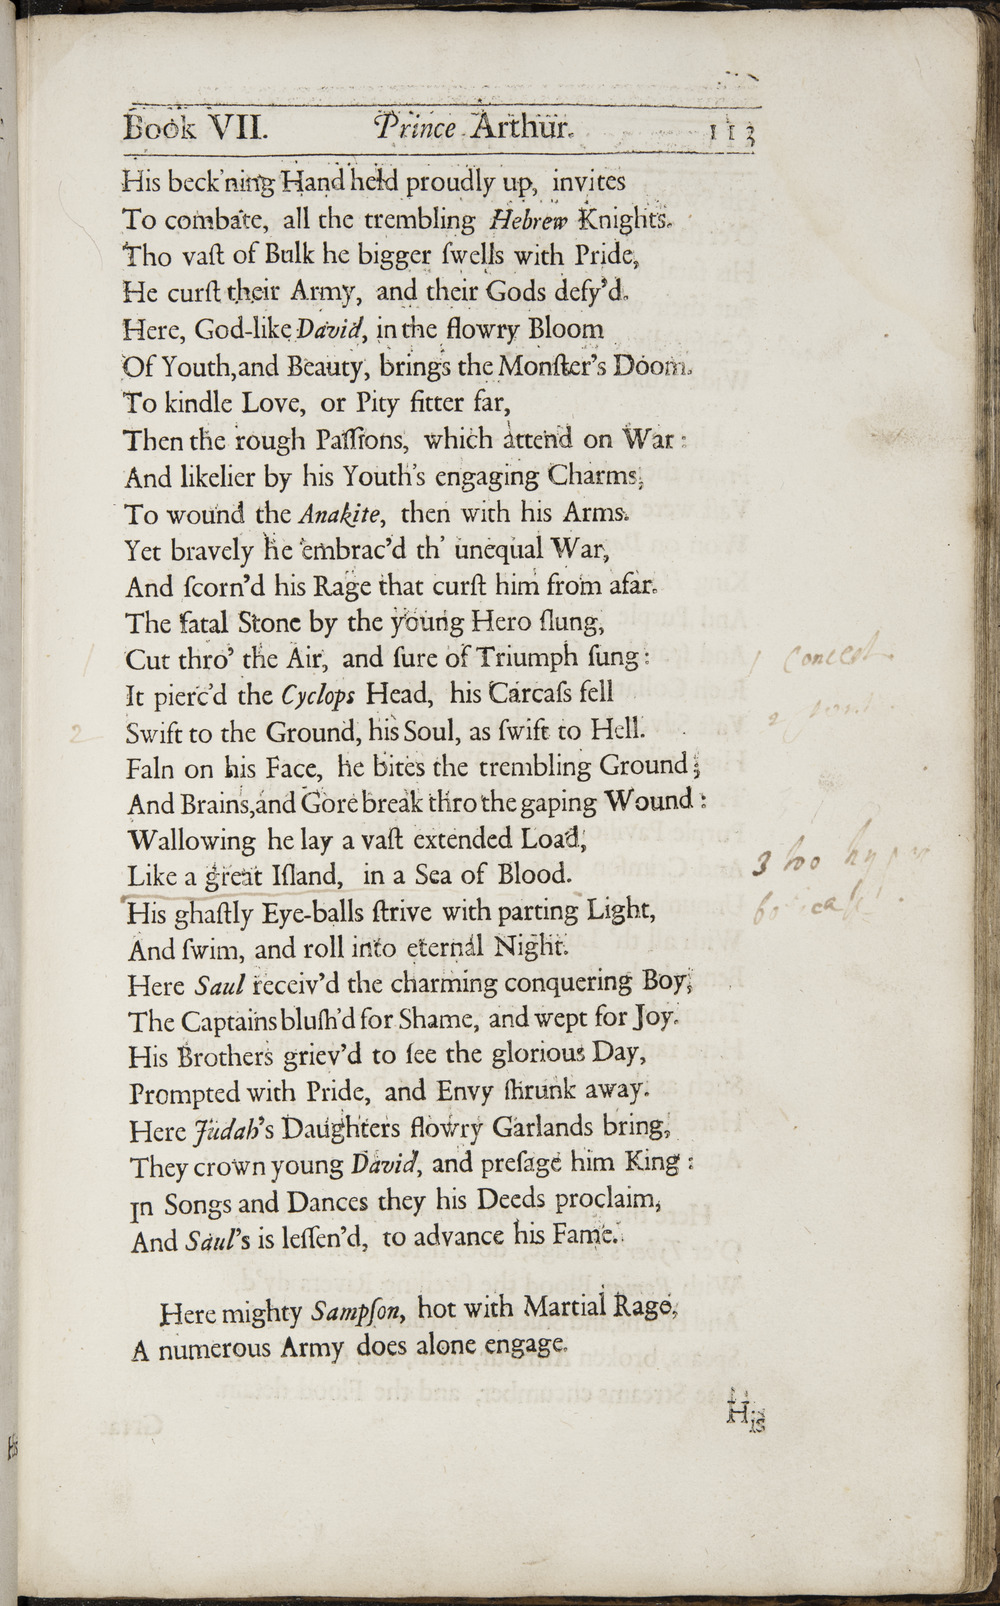 Book VII. Prince Arthur. 113
His beck'ning Hand held proudly up, invites
To combate, all the trembling Hebrew Knights.
Tho vaſt of Bulk he bigger ſwells with Pride,
He curſt their Army, and their Gods defy'd.
Here, God-like David, in the flowry Bloom
Of Youth, and Beauty, brings the Monſter's Doom.
To kindle Love, or Pity fitter far,
Then the rough Paſſions, which attend on War:
And likelier by his Youth's engaging Charms,
To wound the Anakite, then with his Arms.
Yet bravely he embrac'd th' unequal War,
And ſcorn'd his Rage that curſt him from afar.
The fatal Stone by the young Hero ſlung,
1 Cut thro' the Air, and ſure of Triumph ſung: 1 conceet
It pierc'd the Cyclops Head, his Carcaſs fell
2 Swift to the Ground, his Soul, as ſwift to Hell. 2
Faln on his Face, he bites the trembling Ground;
And Brains, and Gore break thro the gaping Wound:
Wallowing he lay a vaſt extended Load,
Like a great Iſland, in a Sea of Blood. 3 too hyper
His ghaſtly Eye-balls ſtrive with parting Light, bolicall
And ſwim, and roll into eternal Night.
Here Saul receiv'd the charming conquering Boy,
The Captains bluſh'd for Shame, and wept for Joy.
His Brothers griev'd to ſee the glorious Day,
Prompted with Pride, and Envy ſhrunk away.
Here Judah's Daughters flowry Garlands bring,
They crown young David, and preſage him King:
In Songs and Dances they his Deeds proclaim,
And Saul's is leſſen'd, to advance his Fame.
Here mighty Sampſon, hot with Martial Rage,
A numerous Army does alone engage.
His